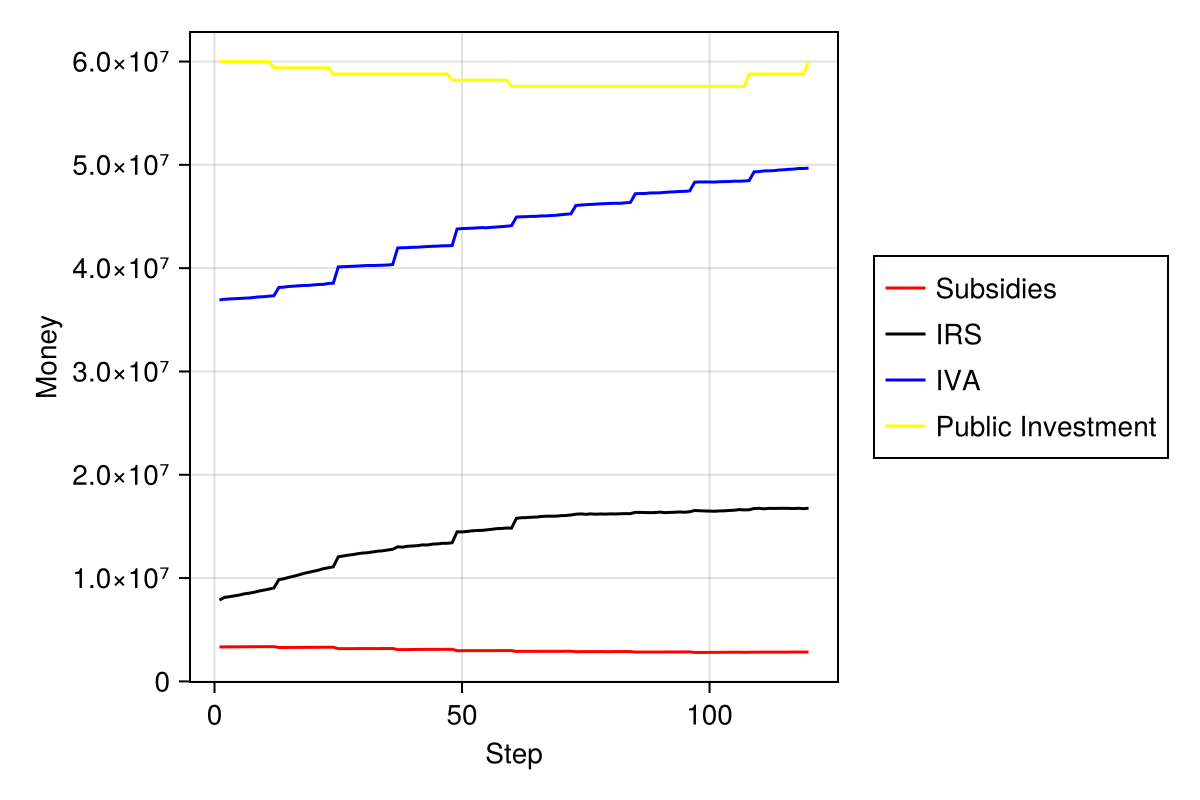 6.0×10⁷
5.0×10⁷
4.0×10⁷
3.0×10⁷
2.0×10⁷
1.0×10⁷
0
Money
0 50 100
Step
Subsidies
IRS
IVA
Public Investment